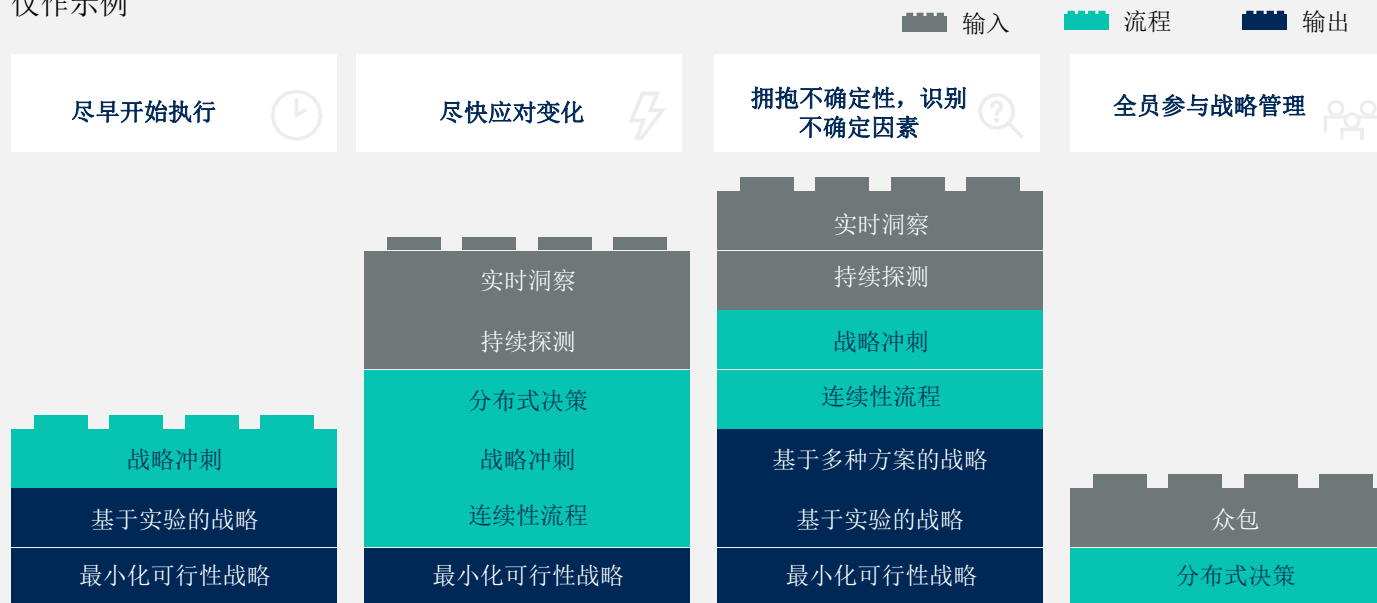 仅作示例
输入
流程
输出
尽早开始执行
尽快应对变化
拥抱不确定性，识别
不确定因素
全员参与战略管理
战略冲刺
基于实验的战略
最小化可行性战略
实时洞察
持续探测
分布式决策
战略冲刺
连续性流程
最小化可行性战略
实时洞察
持续探测
战略冲刺
连续性流程
基于多种方案的战略
基于实验的战略
最小化可行性战略
众包
分布式决策